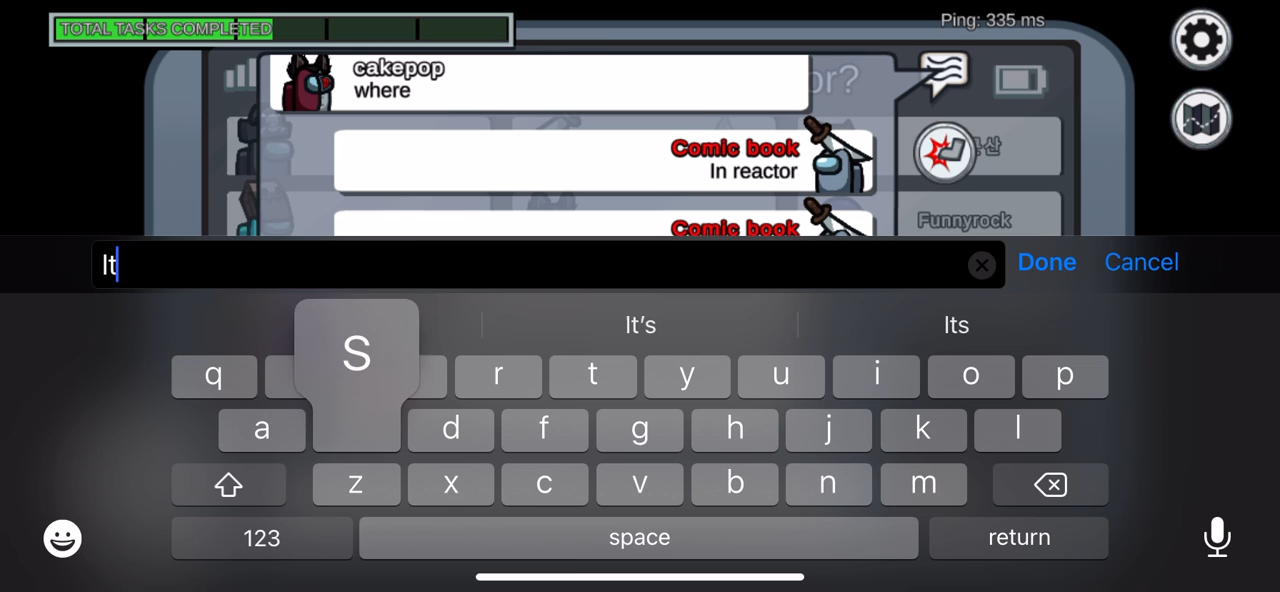 TOTAL TASKS COMPLETED
Ping: 335 ms
or?
cakepop
where
Comic book
In reactor
Funnyrock
Comic book
It
Done
Cancel
S
It's
Its
q
r
t
y
u
i
o
p
a
d
f
g
h
j
k
l
z
x
c
v
b
n
m
123
space
return